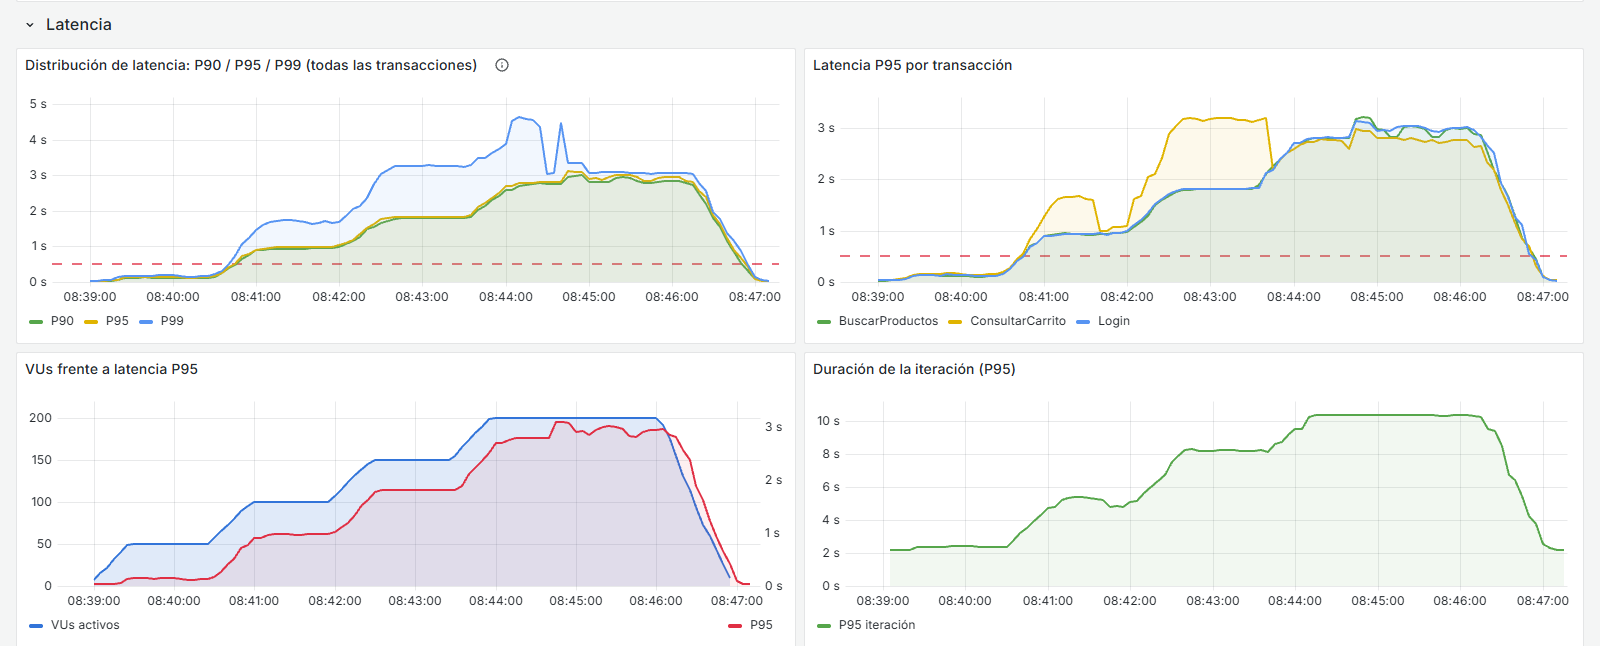 Latencia
Distribución de latencia: P90 / P95 / P99 (todas las transacciones)
5 s
4 s
3 s
2 s
1 s
0 s
08:39:00 08:40:00 08:41:00 08:42:00 08:43:00 08:44:00 08:45:00 08:46:00 08:47:00
P90 P95 P99
Latencia P95 por transacción
3 s
2 s
1 s
0 s
08:39:00 08:40:00 08:41:00 08:42:00 08:43:00 08:44:00 08:45:00 08:46:00 08:47:00
BuscarProductos ConsultarCarrito Login
VUs frente a latencia P95
200
150
100
50
0
3 s
2 s
1 s
0 s
08:39:00 08:40:00 08:41:00 08:42:00 08:43:00 08:44:00 08:45:00 08:46:00 08:47:00
VUs activos P95
Duración de la iteración (P95)
10 s
8 s
6 s
4 s
2 s
0 s
08:39:00 08:40:00 08:41:00 08:42:00 08:43:00 08:44:00 08:45:00 08:46:00 08:47:00
P95 iteración